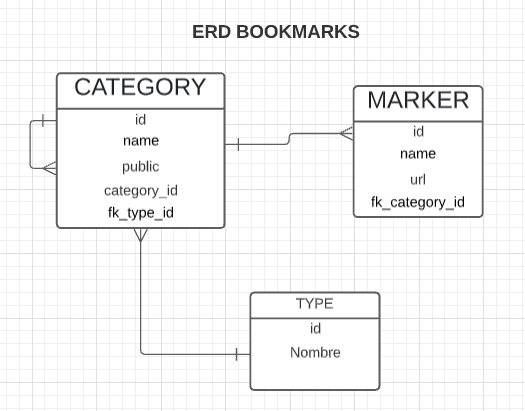 ERD BOOKMARKS
CATEGORY
id
name
public
category_id
fk_type_id
MARKER
id
name
url
fk_category_id
TYPE
id
Nombre